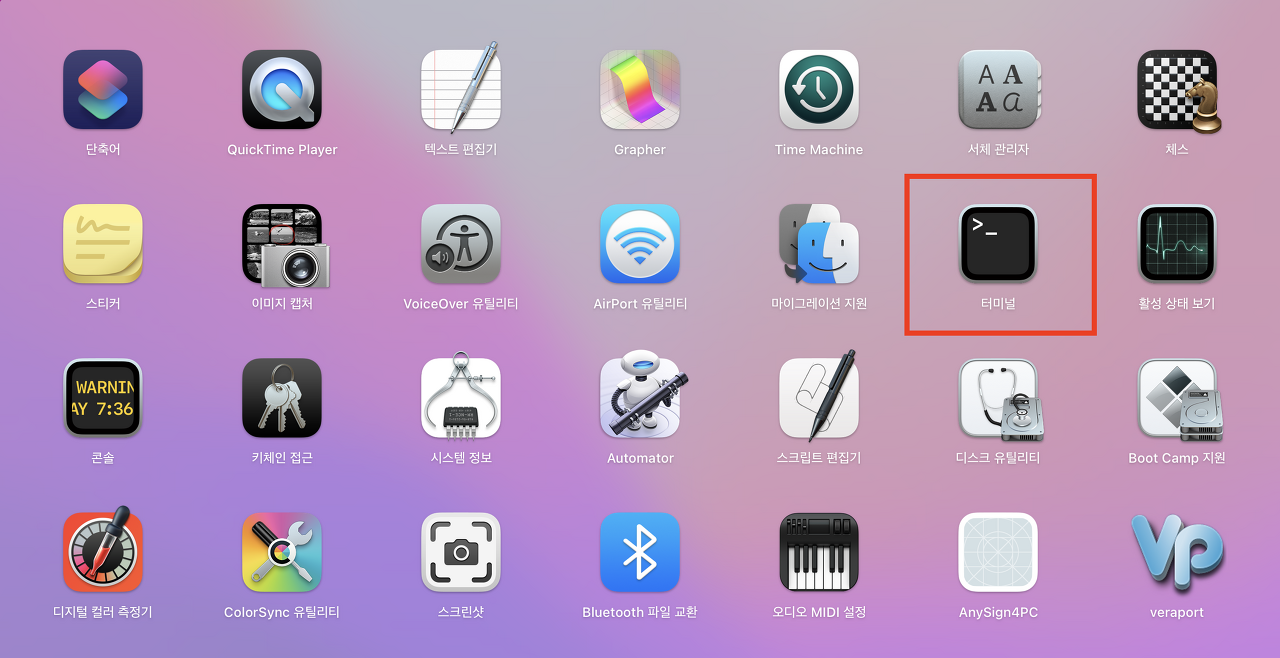 단축어
QuickTime Player
텍스트 편집기
Grapher
Time Machine
A A
A a
서체 관리자
체스
스티커
이미지 캡처
VoiceOver 유틸리티
AirPort 유틸리티
마이그레이션 지원
>_
터미널
활성 상태 보기
WARNIN
AY 7:36
콘솔
키체인 접근
시스템 정보
Automator
스크립트 편집기
디스크 유틸리티
Boot Camp 지원
디지털 컬러 측정기
ColorSync 유틸리티
스크린샷
Bluetooth 파일 교환
오디오 MIDI 설정
AnySign4PC
VP
veraport